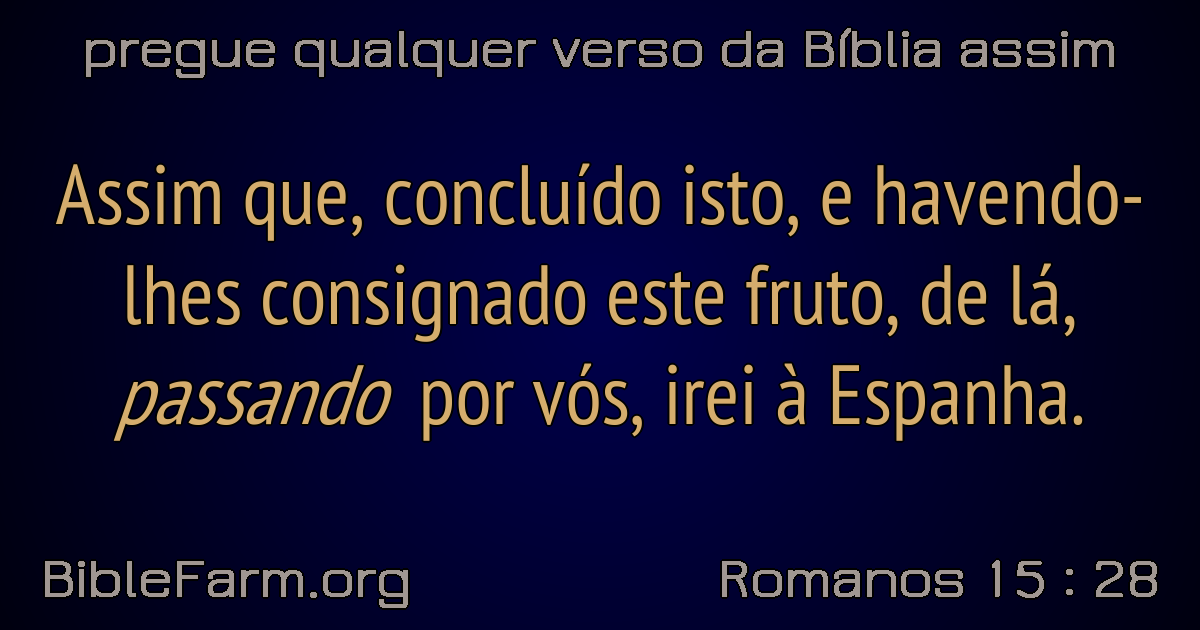 pregue qualquer verso da Bíblia assim
Assim que, concluído isto, e havendo-
lhes consignado este fruto, de lá,
passando por vós, irei à Espanha.
BibleFarm.org
Romanos 15 : 28